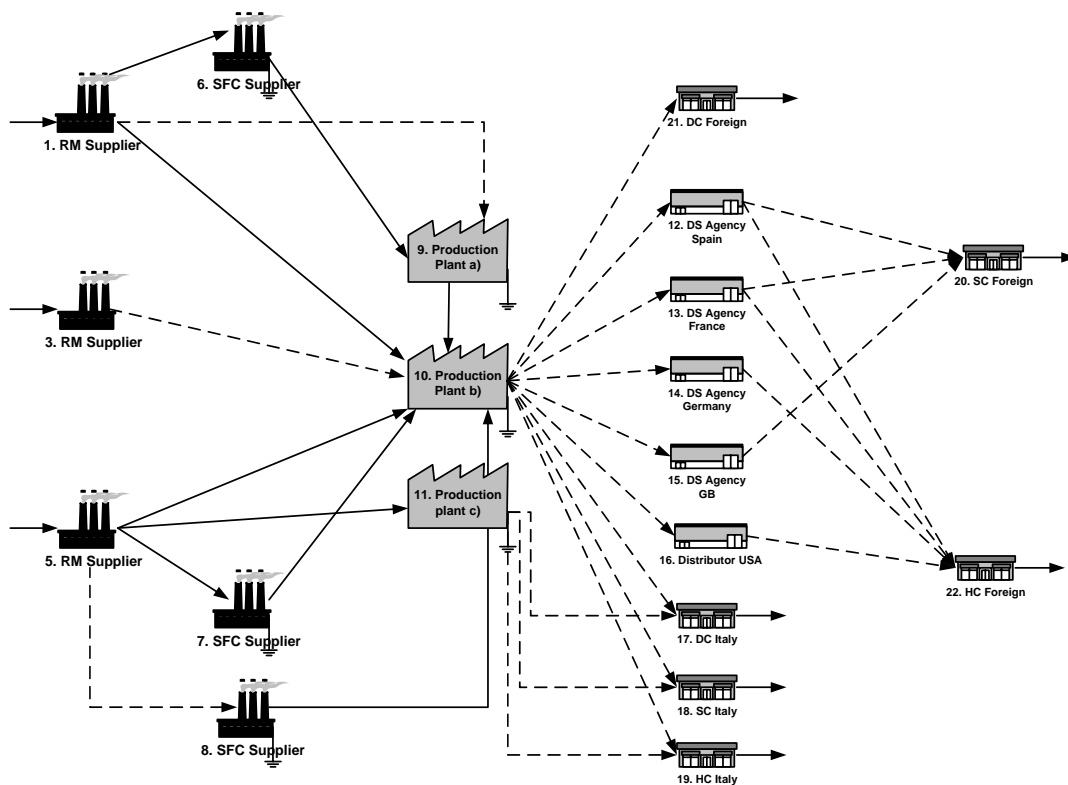 6. SFC Supplier
1. RM Supplier
21. DC Foreign
9. Production
Plant a)
12. DS Agency
Spain
20. SC Foreign
3. RM Supplier
13. DS Agency
France
10. Production
Plant b)
14. DS Agency
Germany
15. DS Agency
GB
11. Production
plant c)
5. RM Supplier
16. Distributor USA
22. HC Foreign
7. SFC Supplier
17. DC Italy
18. SC Italy
8. SFC Supplier
19. HC Italy